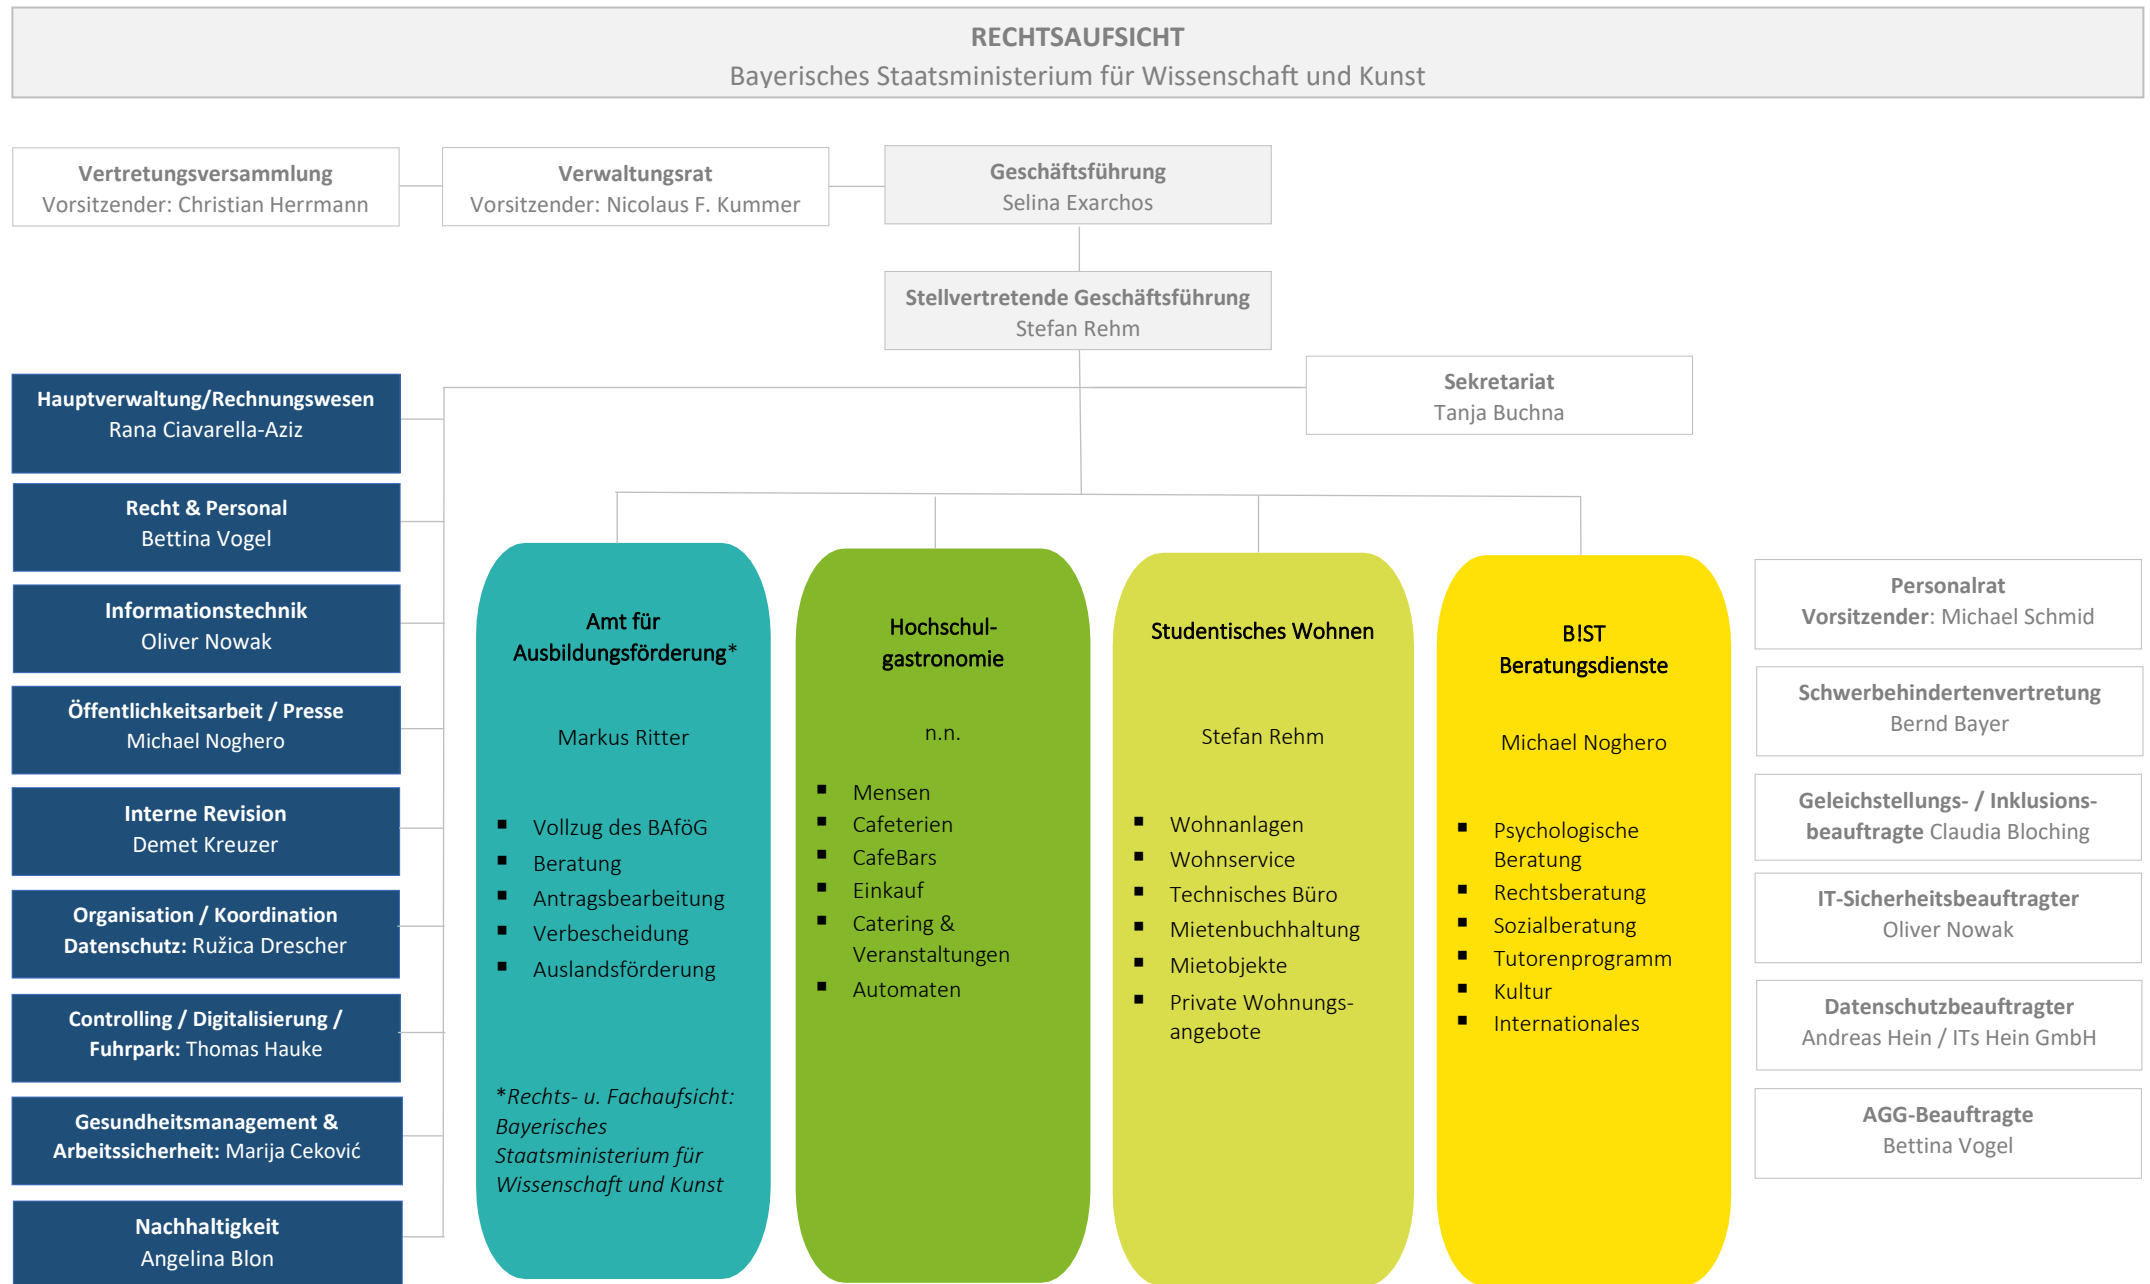 RECHTSAUFSICHT
Bayerisches Staatsministerium für Wissenschaft und Kunst
Vertretungsversammlung
Vorsitzender: Christian Herrmann
Verwaltungsrat
Vorsitzender: Nicolaus F. Kummer
Geschäftsführung
Selina Exarchos
Stellvertretende Geschäftsführung
Stefan Rehm
Sekretariat
Tanja Buchna
Hauptverwaltung/Rechnungswesen
Rana Ciavarella-Aziz
Recht & Personal
Bettina Vogel
Informationstechnik
Oliver Nowak
Öffentlichkeitsarbeit / Presse
Michael Noghero
Interne Revision
Demet Kreuzer
Organisation / Koordination
Datenschutz: Ružica Drescher
Controlling / Digitalisierung /
Fuhrpark: Thomas Hauke
Gesundheitsmanagement &
Arbeitssicherheit: Marija Ceković
Nachhaltigkeit
Angelina Blon
Amt für
Ausbildungsförderung*
Markus Ritter
▪ Vollzug des BAföG
▪ Beratung
▪ Antragsbearbeitung
▪ Verbescheidung
▪ Auslandsförderung
*Rechts- u. Fachaufsicht:
Bayerisches
Staatsministerium für
Wissenschaft und Kunst
Hochschul-
gastronomie
n.n.
▪ Mensen
▪ Cafeterien
▪ CafeBars
▪ Einkauf
▪ Catering &
Veranstaltungen
▪ Automaten
Studentisches Wohnen
Stefan Rehm
▪ Wohnanlagen
▪ Wohnservice
▪ Technisches Büro
▪ Mietenbuchhaltung
▪ Mietobjekte
▪ Private Wohnungs-
angebote
B!ST
Beratungsdienste
Michael Noghero
▪ Psychologische
Beratung
▪ Rechtsberatung
▪ Sozialberatung
▪ Tutorenprogramm
▪ Kultur
▪ Internationales
Personalrat
Vorsitzender: Michael Schmid
Schwerbehindertenvertretung
Bernd Bayer
Geleichstellungs- / Inklusions-
beauftragte Claudia Bloching
IT-Sicherheitsbeauftragter
Oliver Nowak
Datenschutzbeauftragter
Andreas Hein / ITs Hein GmbH
AGG-Beauftragte
Bettina Vogel